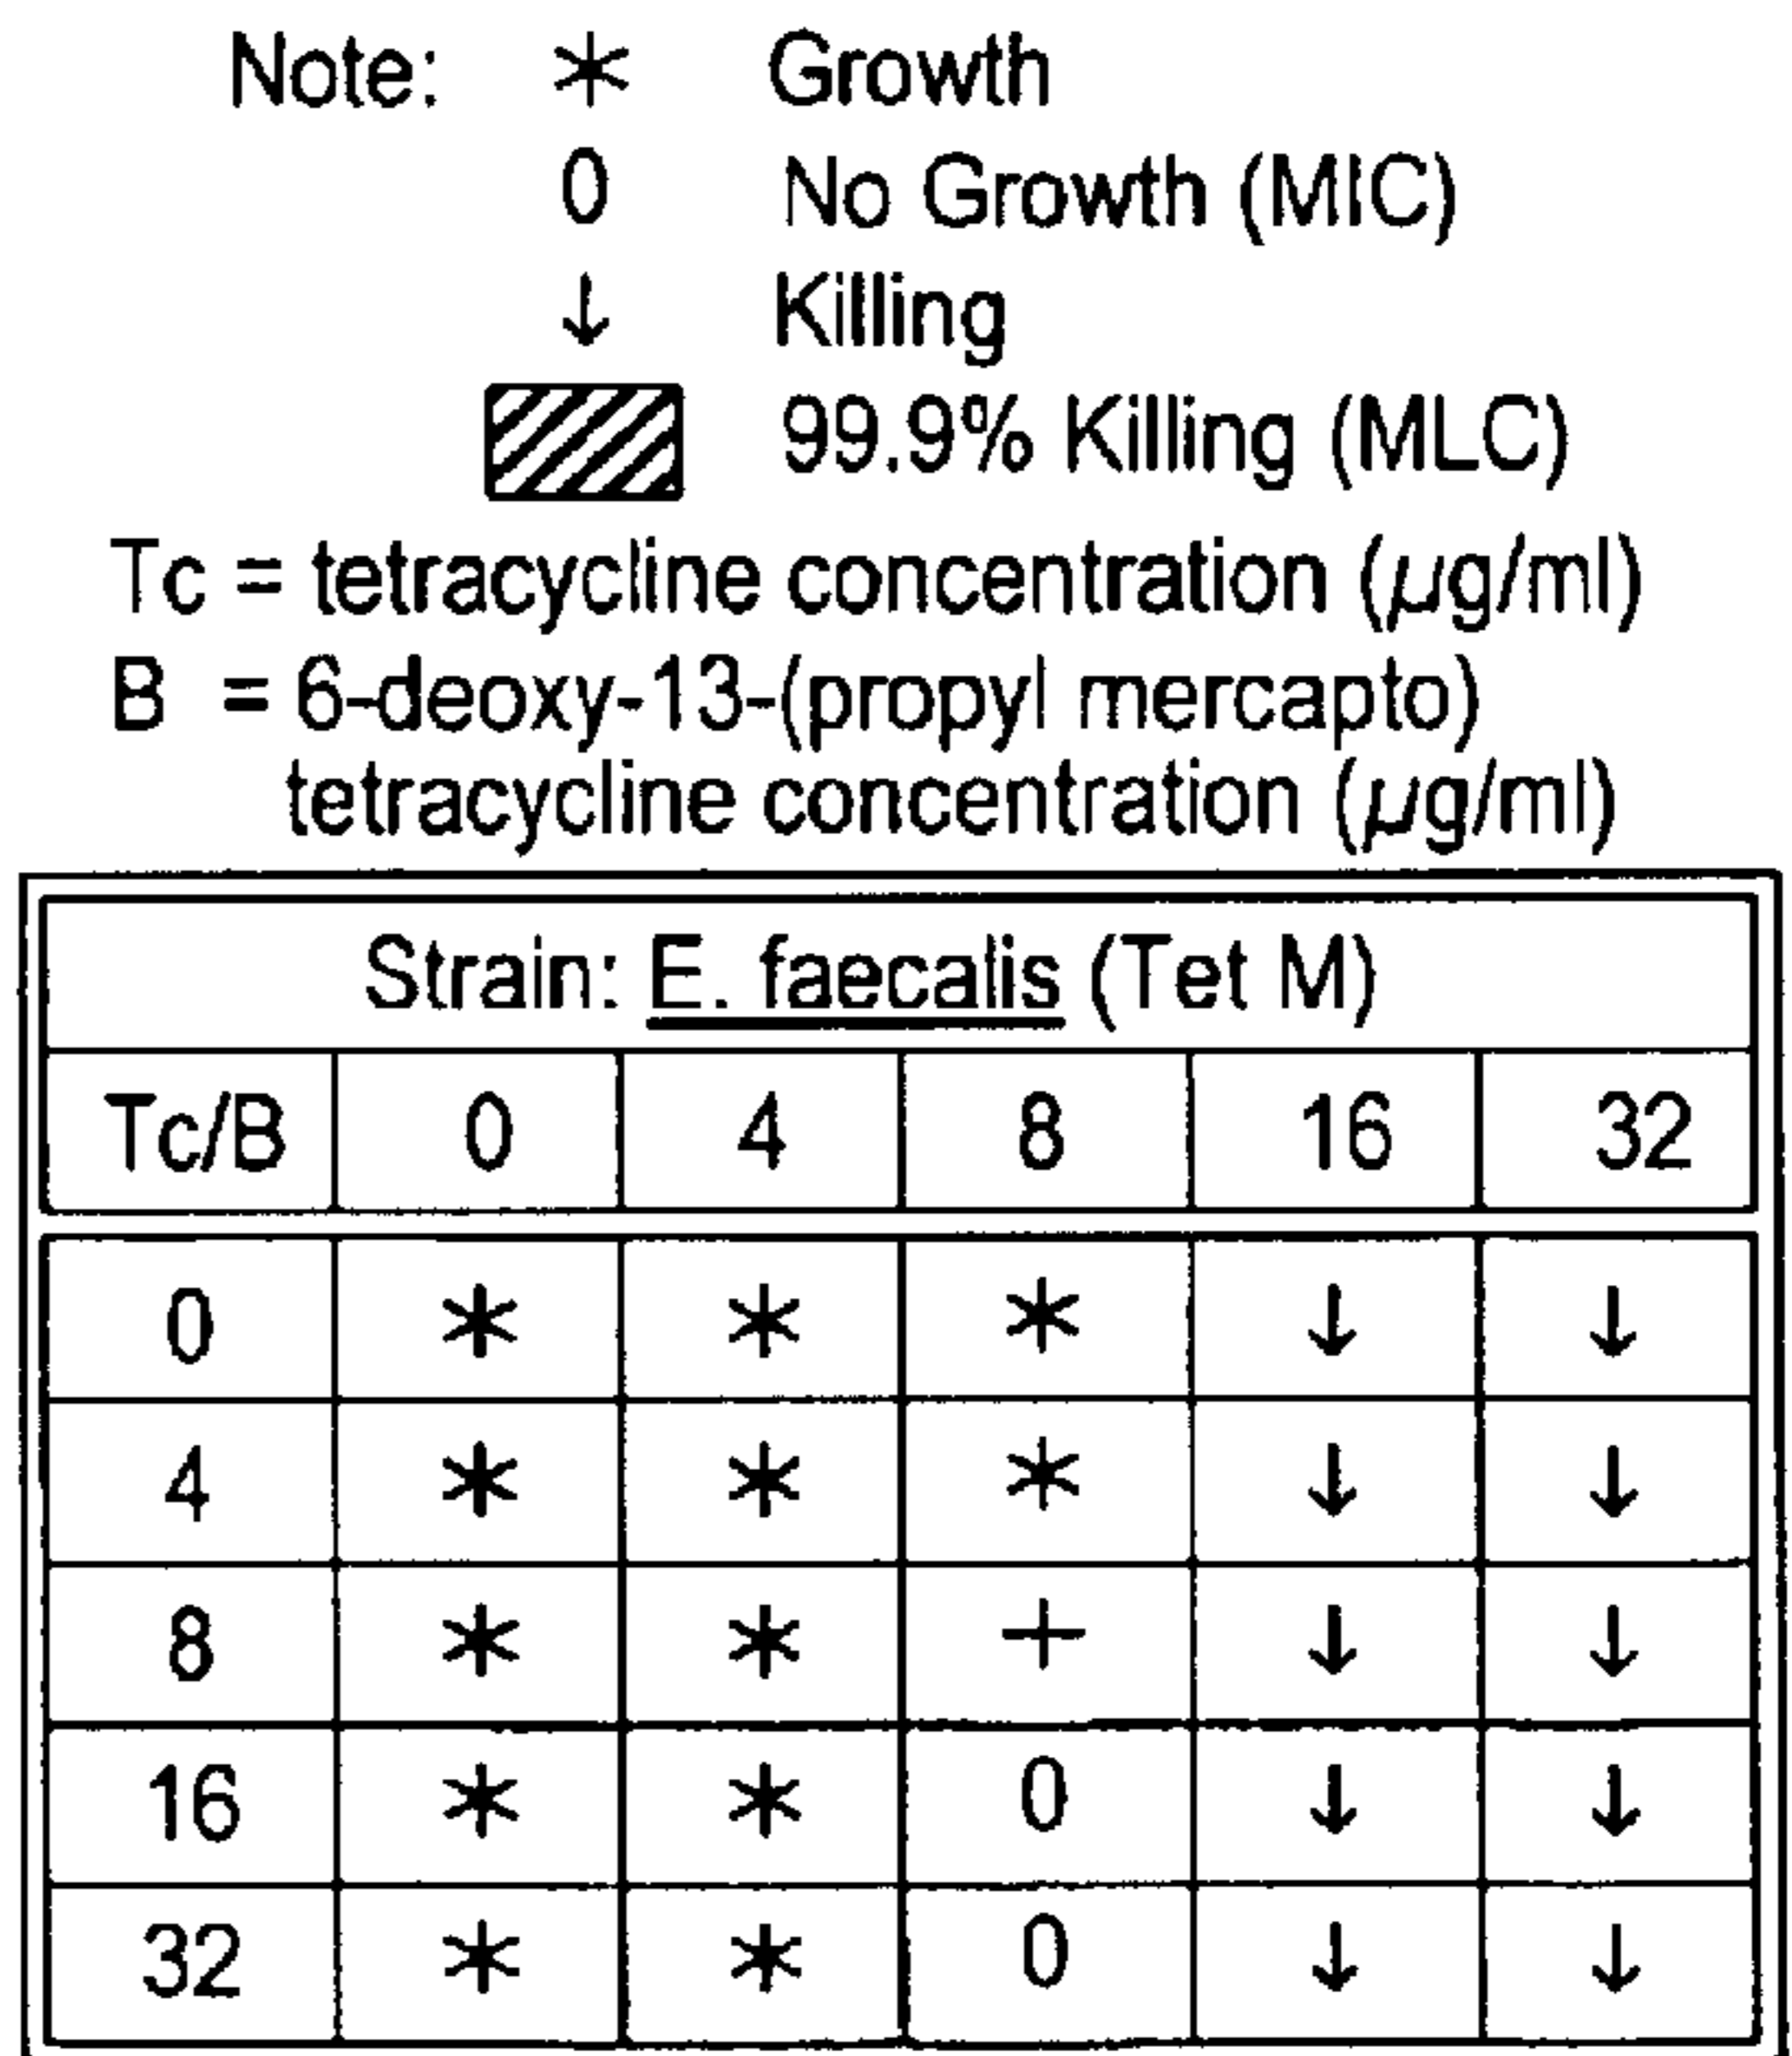 Note: * Growth
0 No Growth (MIC)
↓ Killing
99.9% Killing (MLC)
Tc = tetracycline concentration (µg/ml)
B = 6-deoxy-13-(propyl mercapto)
tetracycline concentration (µg/ml)
Strain: E. faecalis (Tet M)
Tc/B 0 4 8 16 32
0 * * * ↓ ↓
4 * * * ↓ ↓
8 * * + ↓ ↓
16 * * 0 ↓ ↓
32 * * 0 ↓ ↓